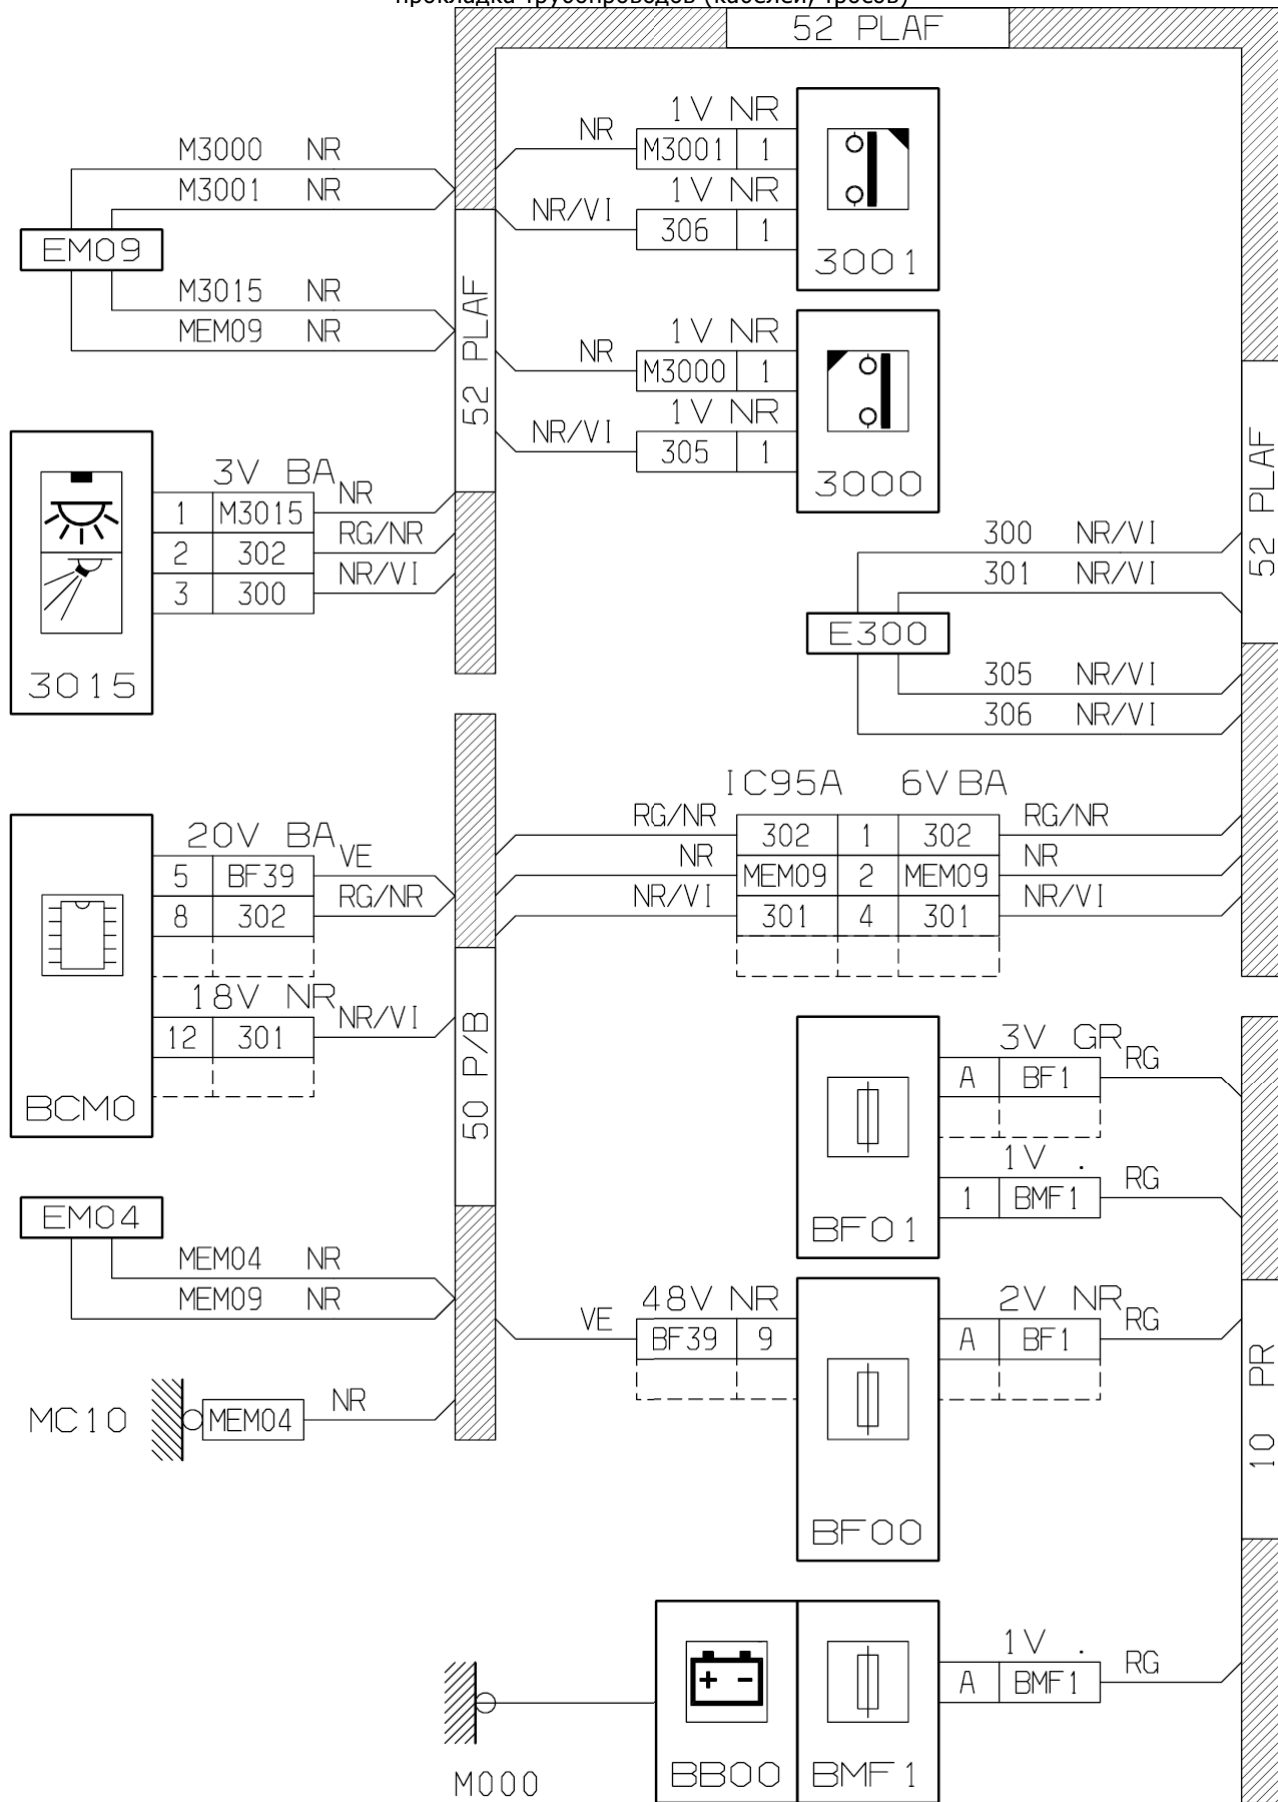 прокладка трубопроводов (кабелей, тросов)
52 PLAF
M3000 NR
M3001 NR
EM09
M3015 NR
MEM09 NR
52 PLAF
1V NR
NR M3001 1
1V NR
NR/VI 306 1
3001
1V NR
NR M3000 1
1V NR
NR/VI 305 1
3000
52 PLAF
3V BA
1 M3015 NR
2 302 RG/NR
3 300 NR/VI
3015
300 NR/VI
301 NR/VI
E300
305 NR/VI
306 NR/VI
IC95A 6V BA
RG/NR 302 1 302 RG/NR
NR MEM09 2 MEM09 NR
NR/VI 301 4 301 NR/VI
20V BA
5 BF39 VE
8 302 RG/NR
18V NR
12 301 NR/VI
BCM0
50 P/B
3V GR
A BF1 RG
1V .
1 BMF1 RG
BF01
EM04
MEM04 NR
MEM09 NR
48V NR
VE BF39 9
2V NR
A BF1 RG
BF00
10 PR
MC10 MEM04 NR
1V .
A BMF1 RG
+ -
M000
BB00
BMF1